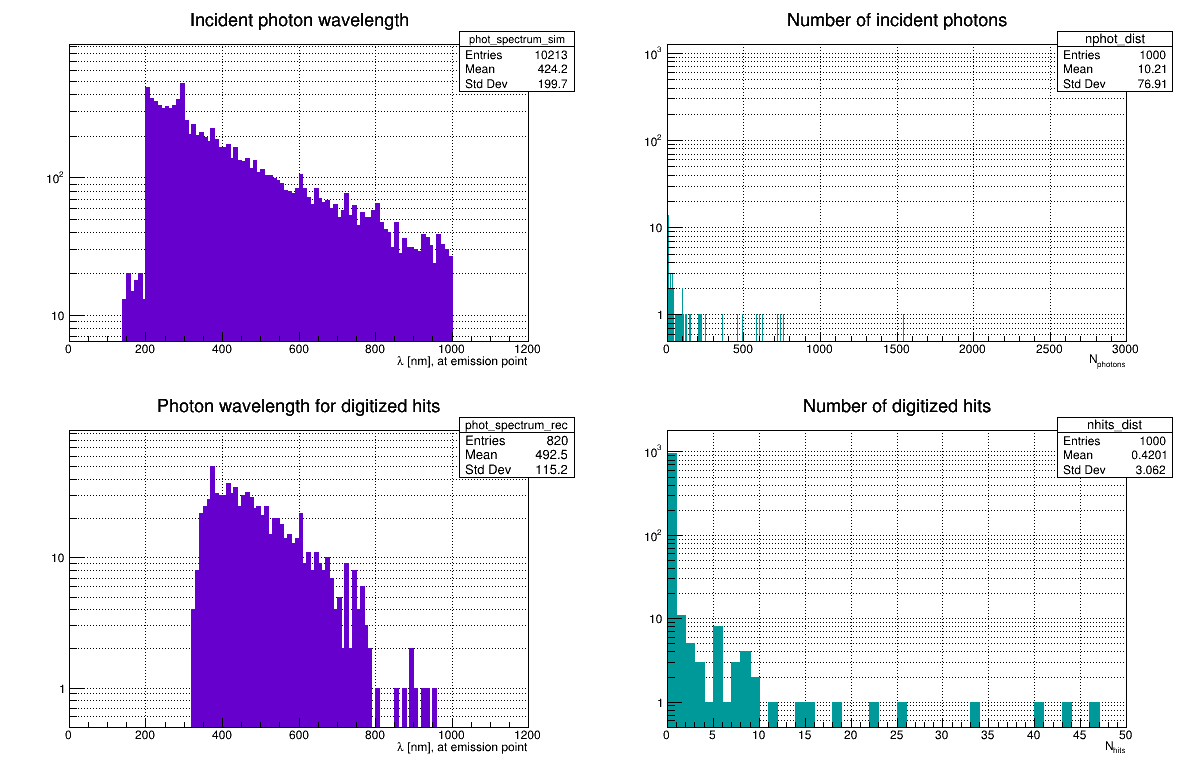 Incident photon wavelength
phot_spectrum_sim
Entries 10213
Mean 424.2
Std Dev 199.7
10²
10
0 200 400 600 800 1000 1200
λ [nm], at emission point
Number of incident photons
nphot_dist
Entries 1000
Mean 10.21
Std Dev 76.91
10³
10²
10
1
0 500 1000 1500 2000 2500 3000
N_photons
Photon wavelength for digitized hits
phot_spectrum_rec
Entries 820
Mean 492.5
Std Dev 115.2
10
1
0 200 400 600 800 1000 1200
λ [nm], at emission point
Number of digitized hits
nhits_dist
Entries 1000
Mean 0.4201
Std Dev 3.062
10³
10²
10
1
0 5 10 15 20 25 30 35 40 45 50
N_hits